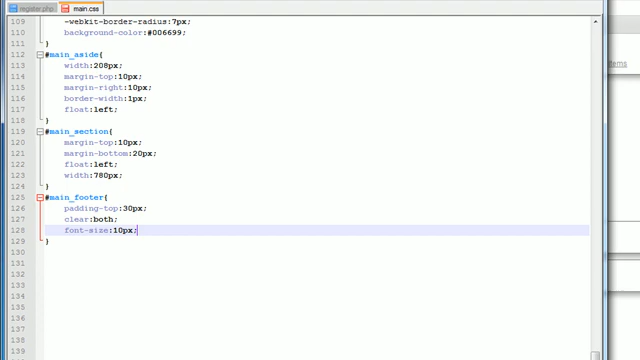 register.php main.css
109 -webkit-border-radius:7px;
110 background-color:#006699;
111 }
112 #main_aside{
113 width:208px;
114 margin-top:10px;
115 margin-right:10px;
116 border-width:1px;
117 float:left;
118 }
119 #main_section{
120 margin-top:10px;
121 margin-bottom:20px;
122 float:left;
123 width:780px;
124 }
125 #main_footer{
126 padding-top:30px;
127 clear:both;
128 font-size:10px;
129 }
130
131
132
133
134
135
136
137
138
items